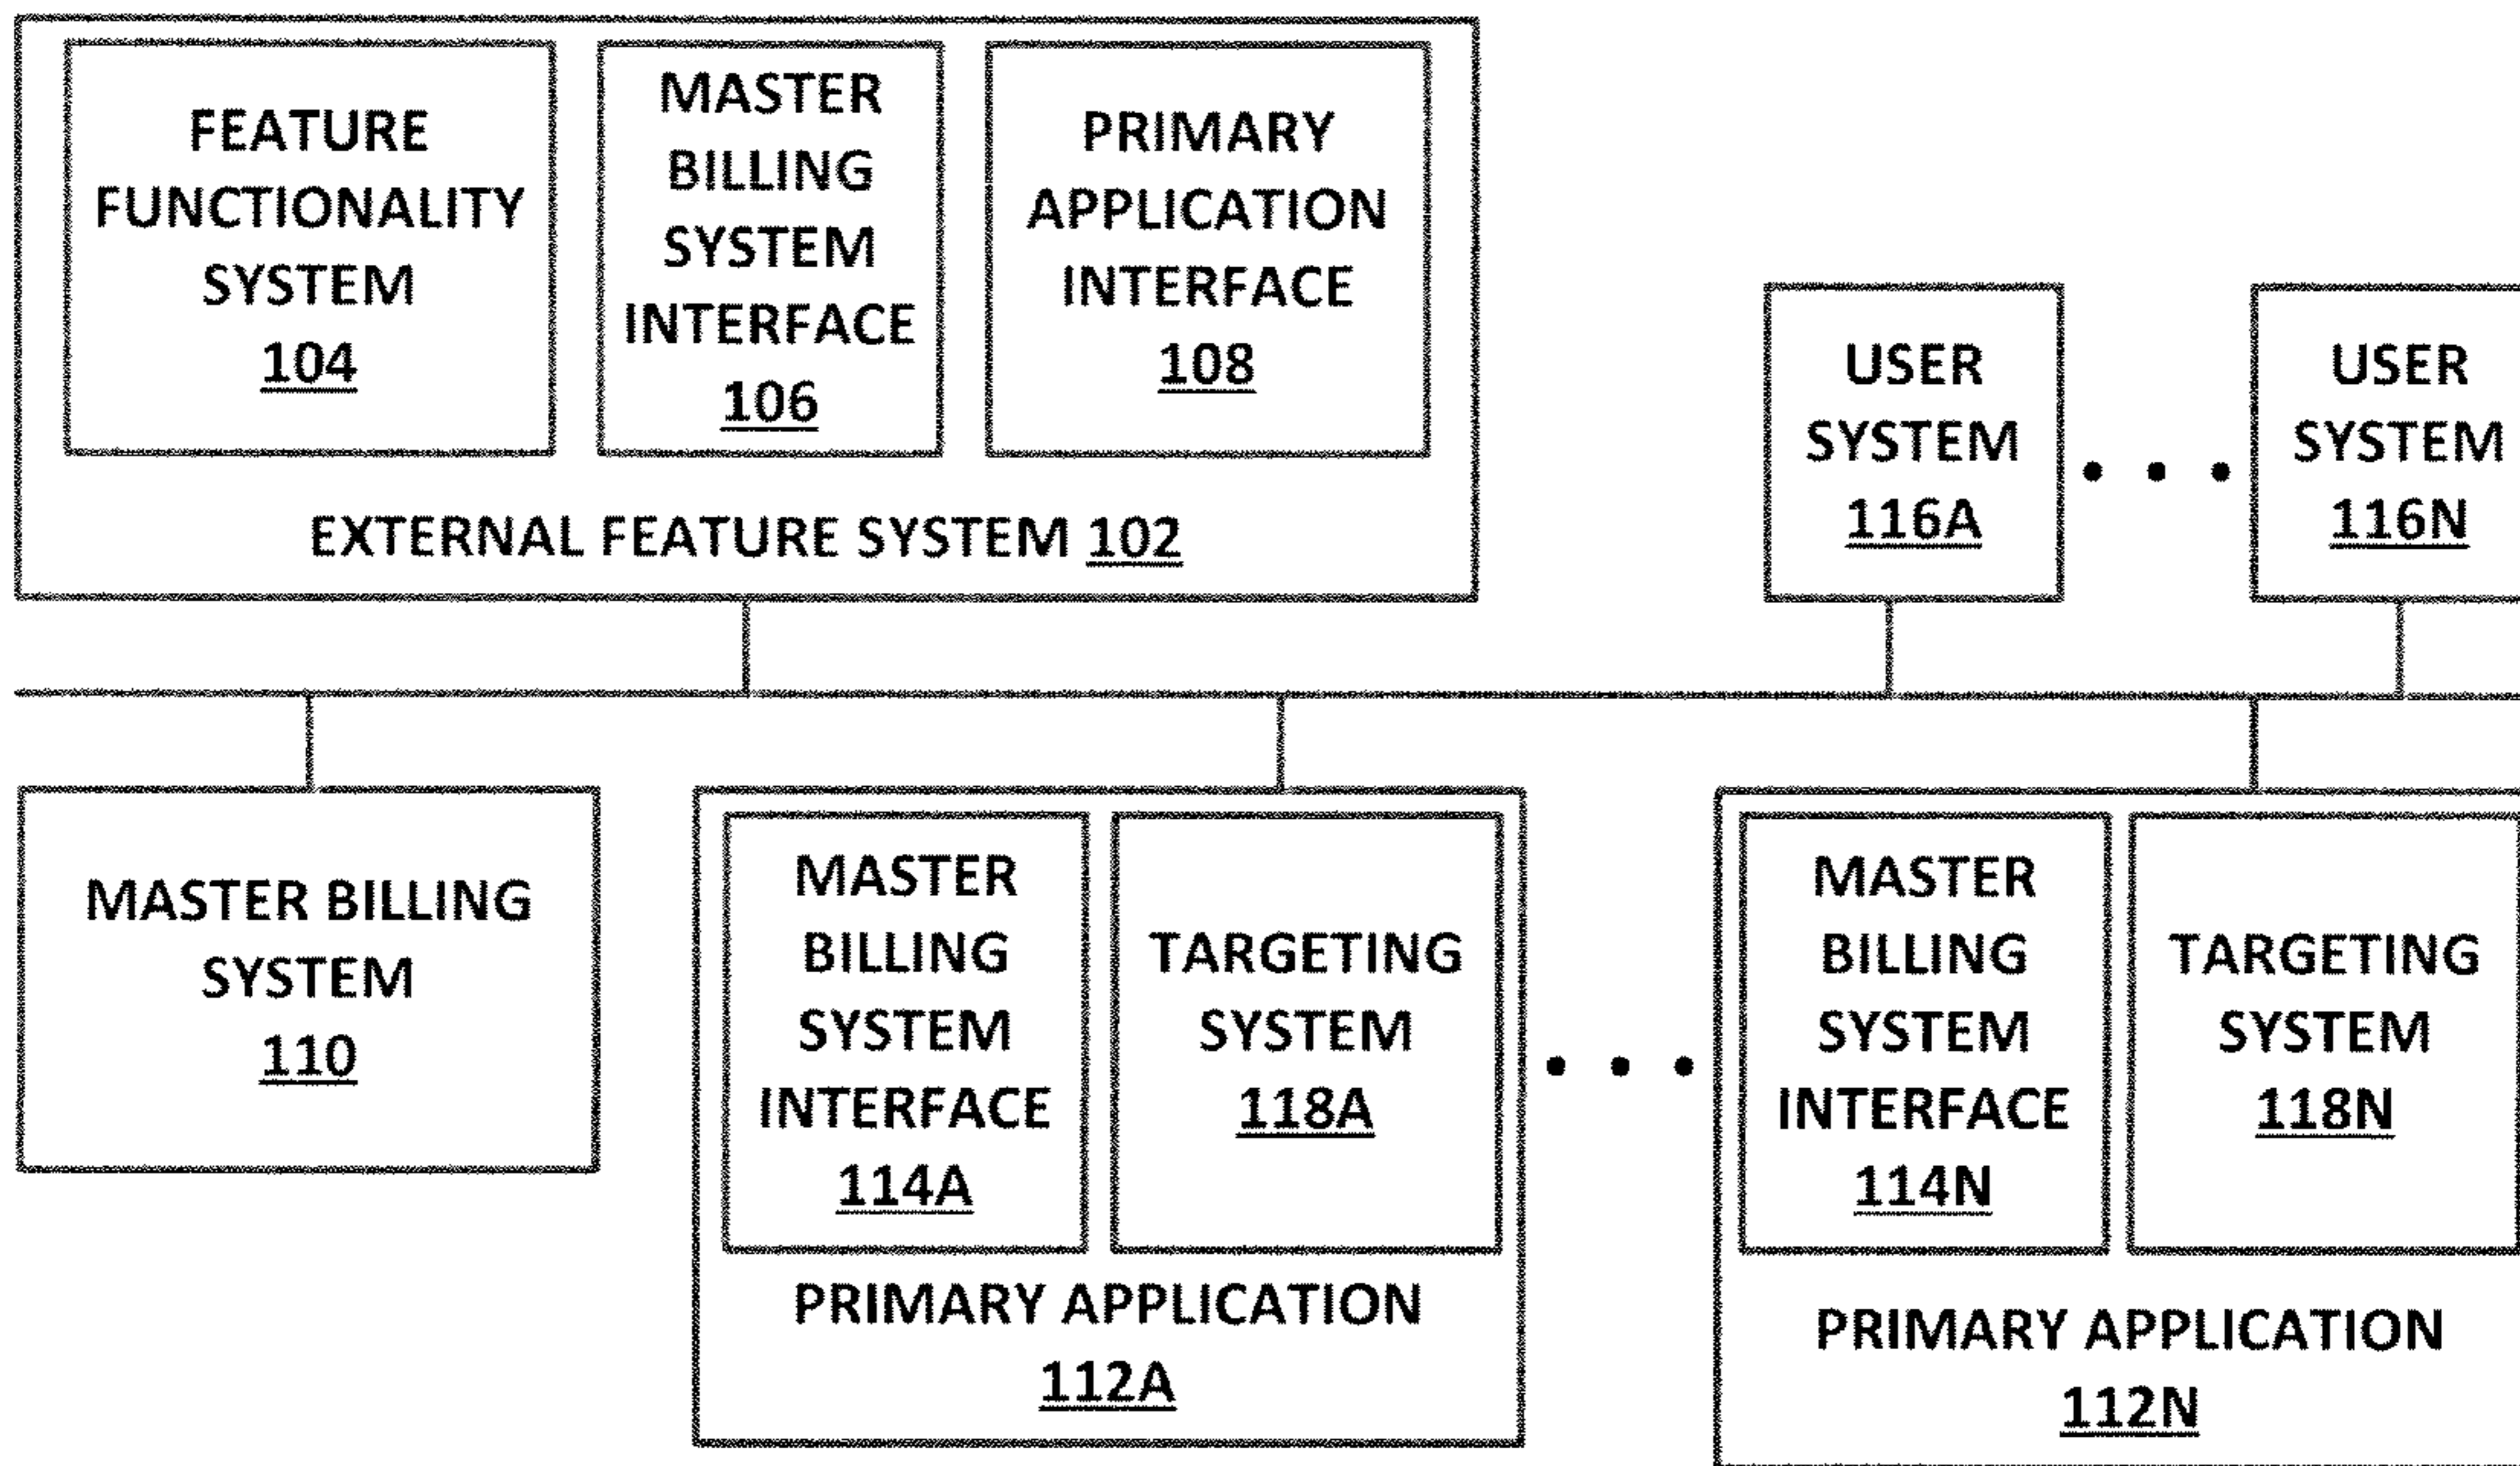 FEATURE
FUNCTIONALITY
SYSTEM
104
MASTER
BILLING
SYSTEM
INTERFACE
106
PRIMARY
APPLICATION
INTERFACE
108
EXTERNAL FEATURE SYSTEM 102
USER
SYSTEM
116A
USER
SYSTEM
116N
MASTER BILLING
SYSTEM
110
MASTER
BILLING
SYSTEM
INTERFACE
114A
TARGETING
SYSTEM
118A
PRIMARY APPLICATION
112A
MASTER
BILLING
SYSTEM
INTERFACE
114N
TARGETING
SYSTEM
118N
PRIMARY APPLICATION
112N